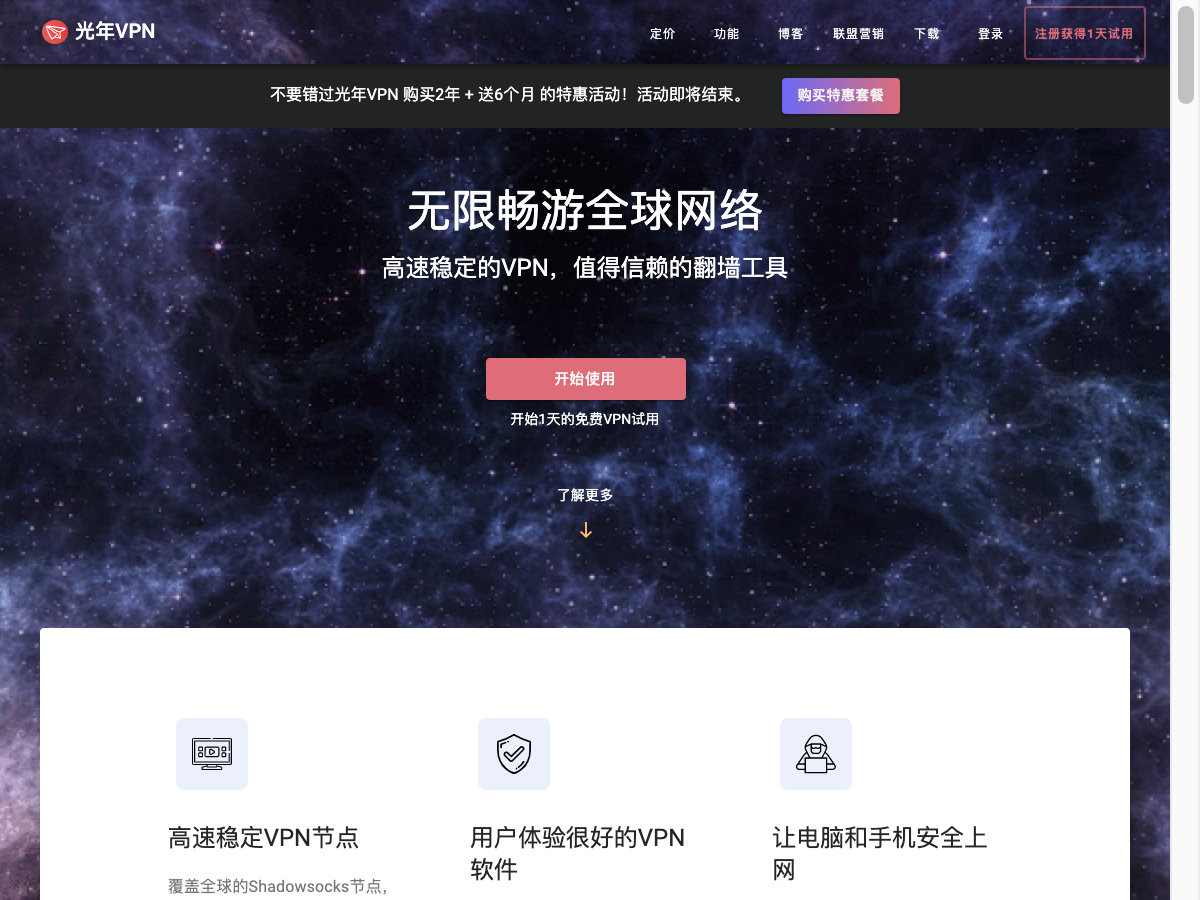 光年VPN
定价
功能
博客
联盟营销
下载
登录
注册获得1天试用
不要错过光年VPN 购买2年 + 送6个月 的特惠活动！活动即将结束。
购买特惠套餐
无限畅游全球网络
高速稳定的VPN，值得信赖的翻墙工具
开始使用
开始1天的免费VPN试用
了解更多
高速稳定VPN节点
覆盖全球的Shadowsocks节点，
用户体验很好的VPN
软件
让电脑和手机安全上
网